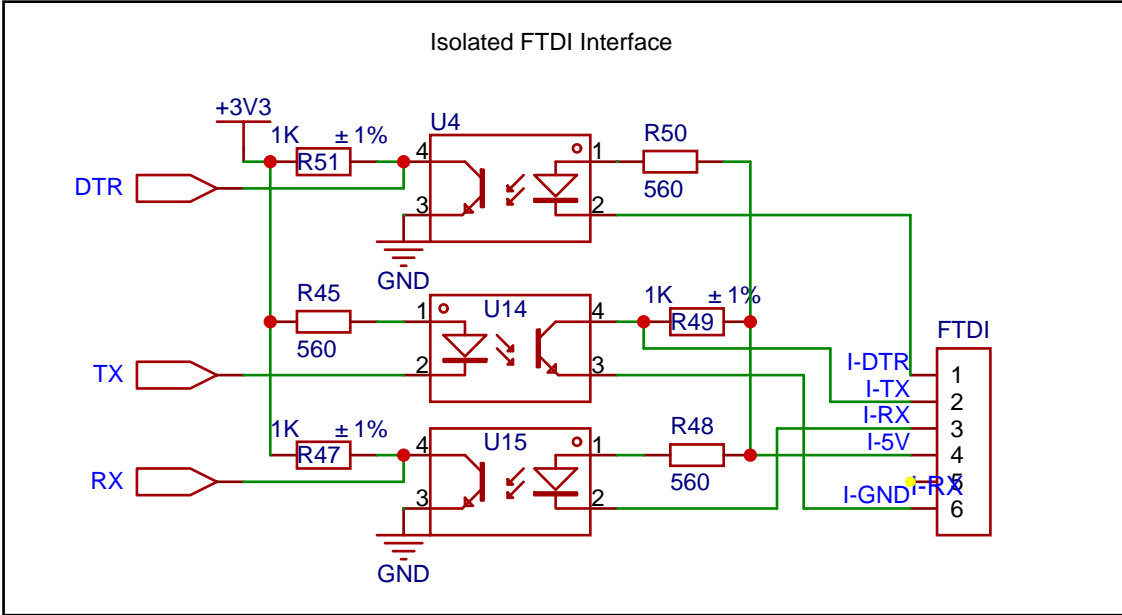 Isolated FTDI Interface
+3V3
1K ±1%
R51
DTR
U4
4
3
1
2
R50
560
GND
R45
560
TX
U14
1
2
4
3
1K ±1%
R49
FTDI
I-DTR
1
I-TX
2
I-RX
3
I-5V
4
I-RX
5
I-GND
6
1K ±1%
R47
RX
U15
4
3
1
2
R48
560
GND